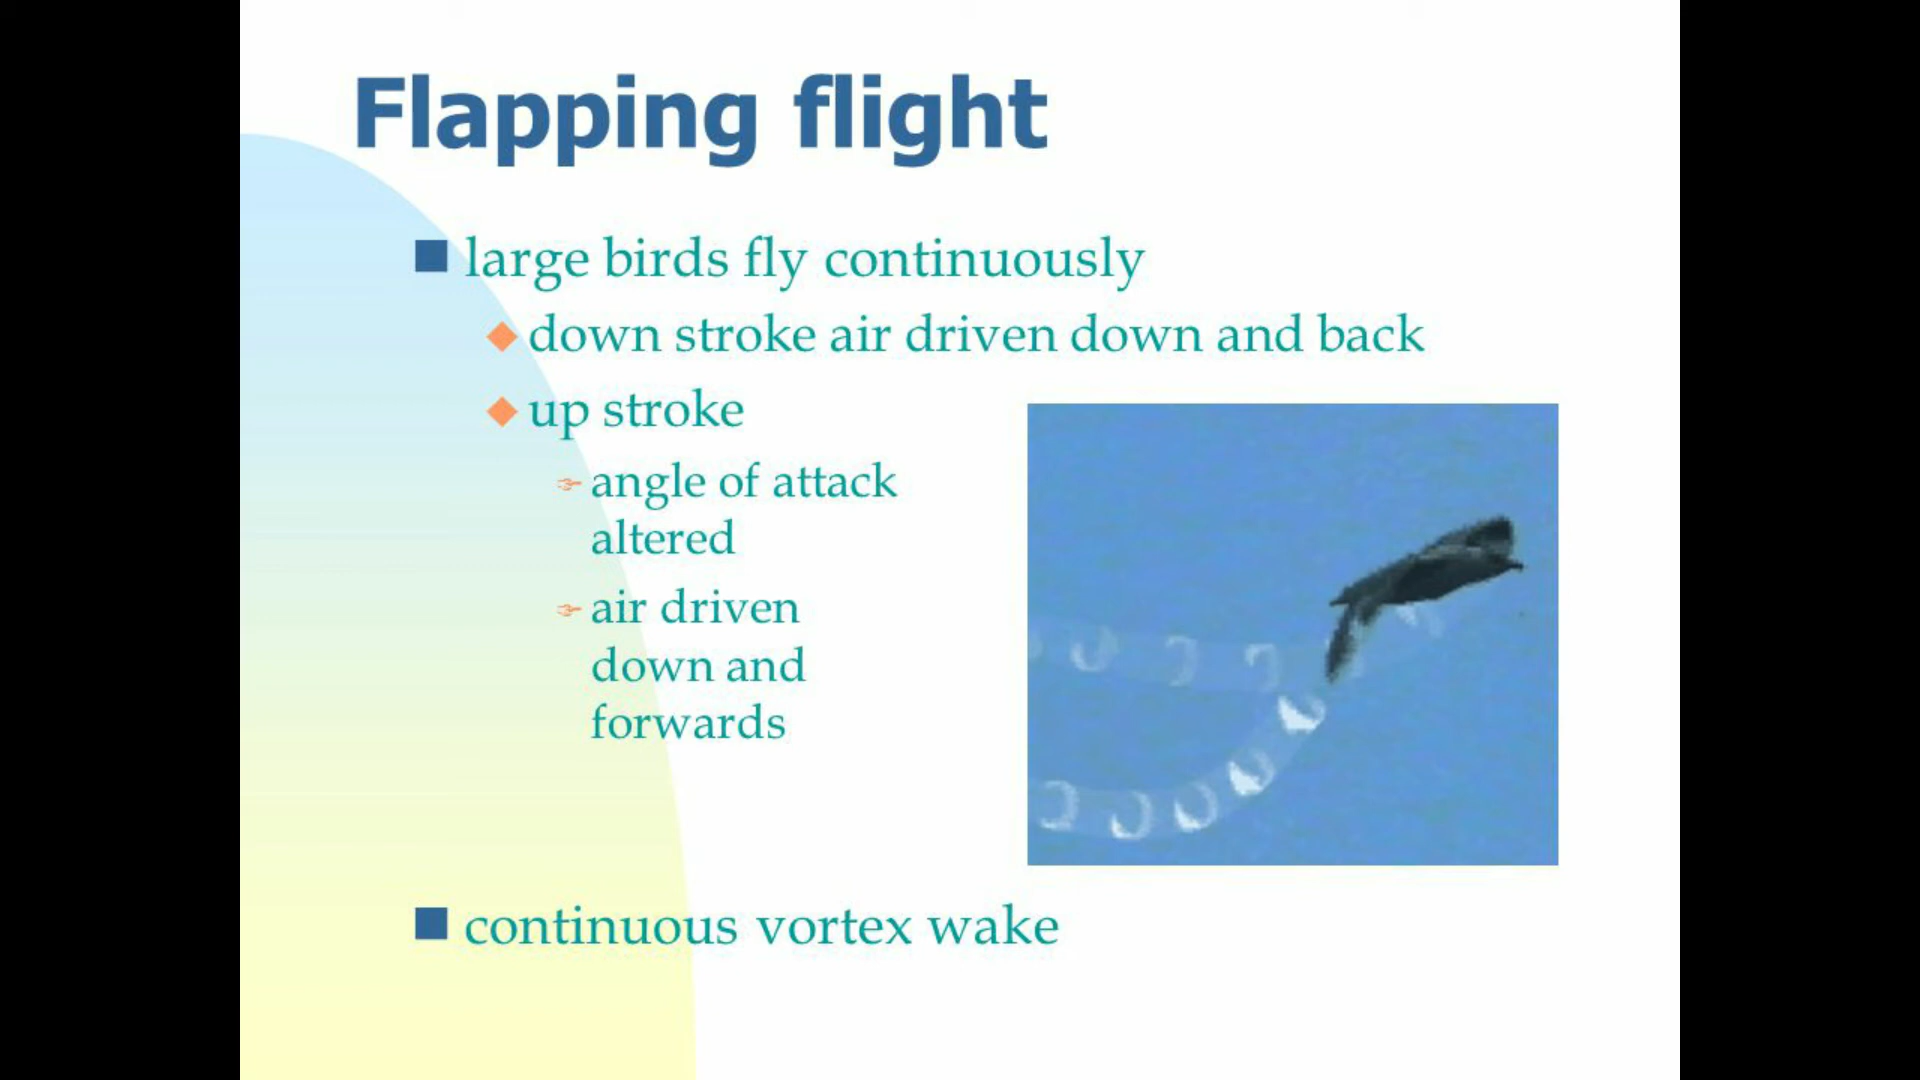 Flapping flight
large birds fly continuously
down stroke air driven down and back
up stroke
angle of attack
altered
air driven
down and
forwards
continuous vortex wake